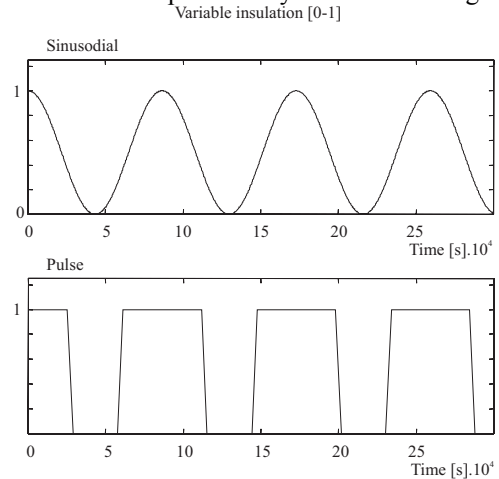 Variable insulation [0-1]
Sinusodial
1
0
0 5 10 15 20 25
Time [s].10⁴
Pulse
1
0 5 10 15 20 25
Time [s].10⁴